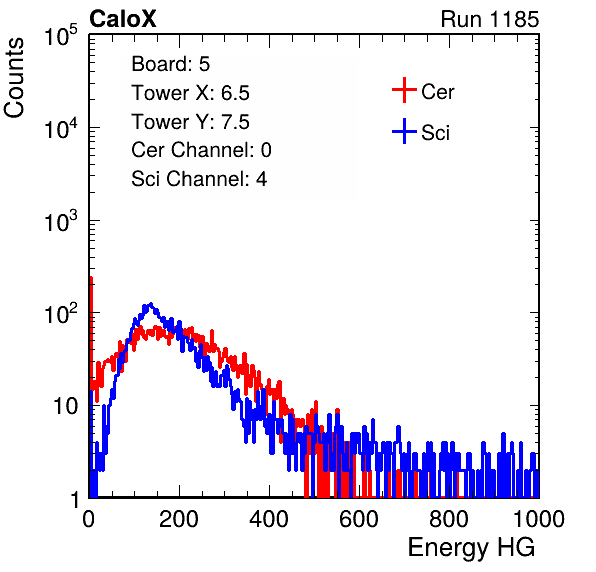 CaloX Run 1185
Counts
Board: 5
Tower X: 6.5
Tower Y: 7.5
Cer Channel: 0
Sci Channel: 4
Cer
Sci
10^5
10^4
10^3
10^2
10
1
0 200 400 600 800 1000
Energy HG